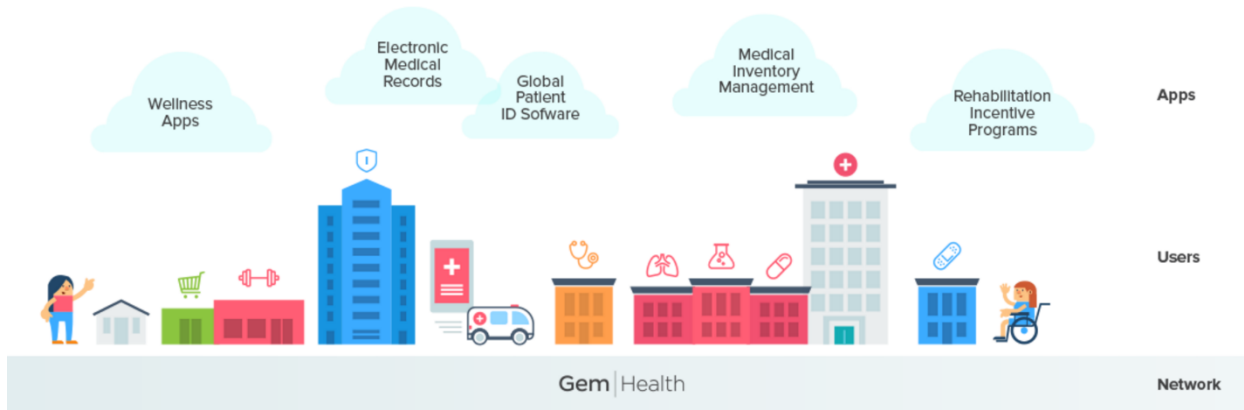 Wellness
Apps
Electronic
Medical
Records
Global
Patient
ID Sofware
Medical
Inventory
Management
Rehabilitation
Incentive
Programs
Apps
Users
Gem Health
Network